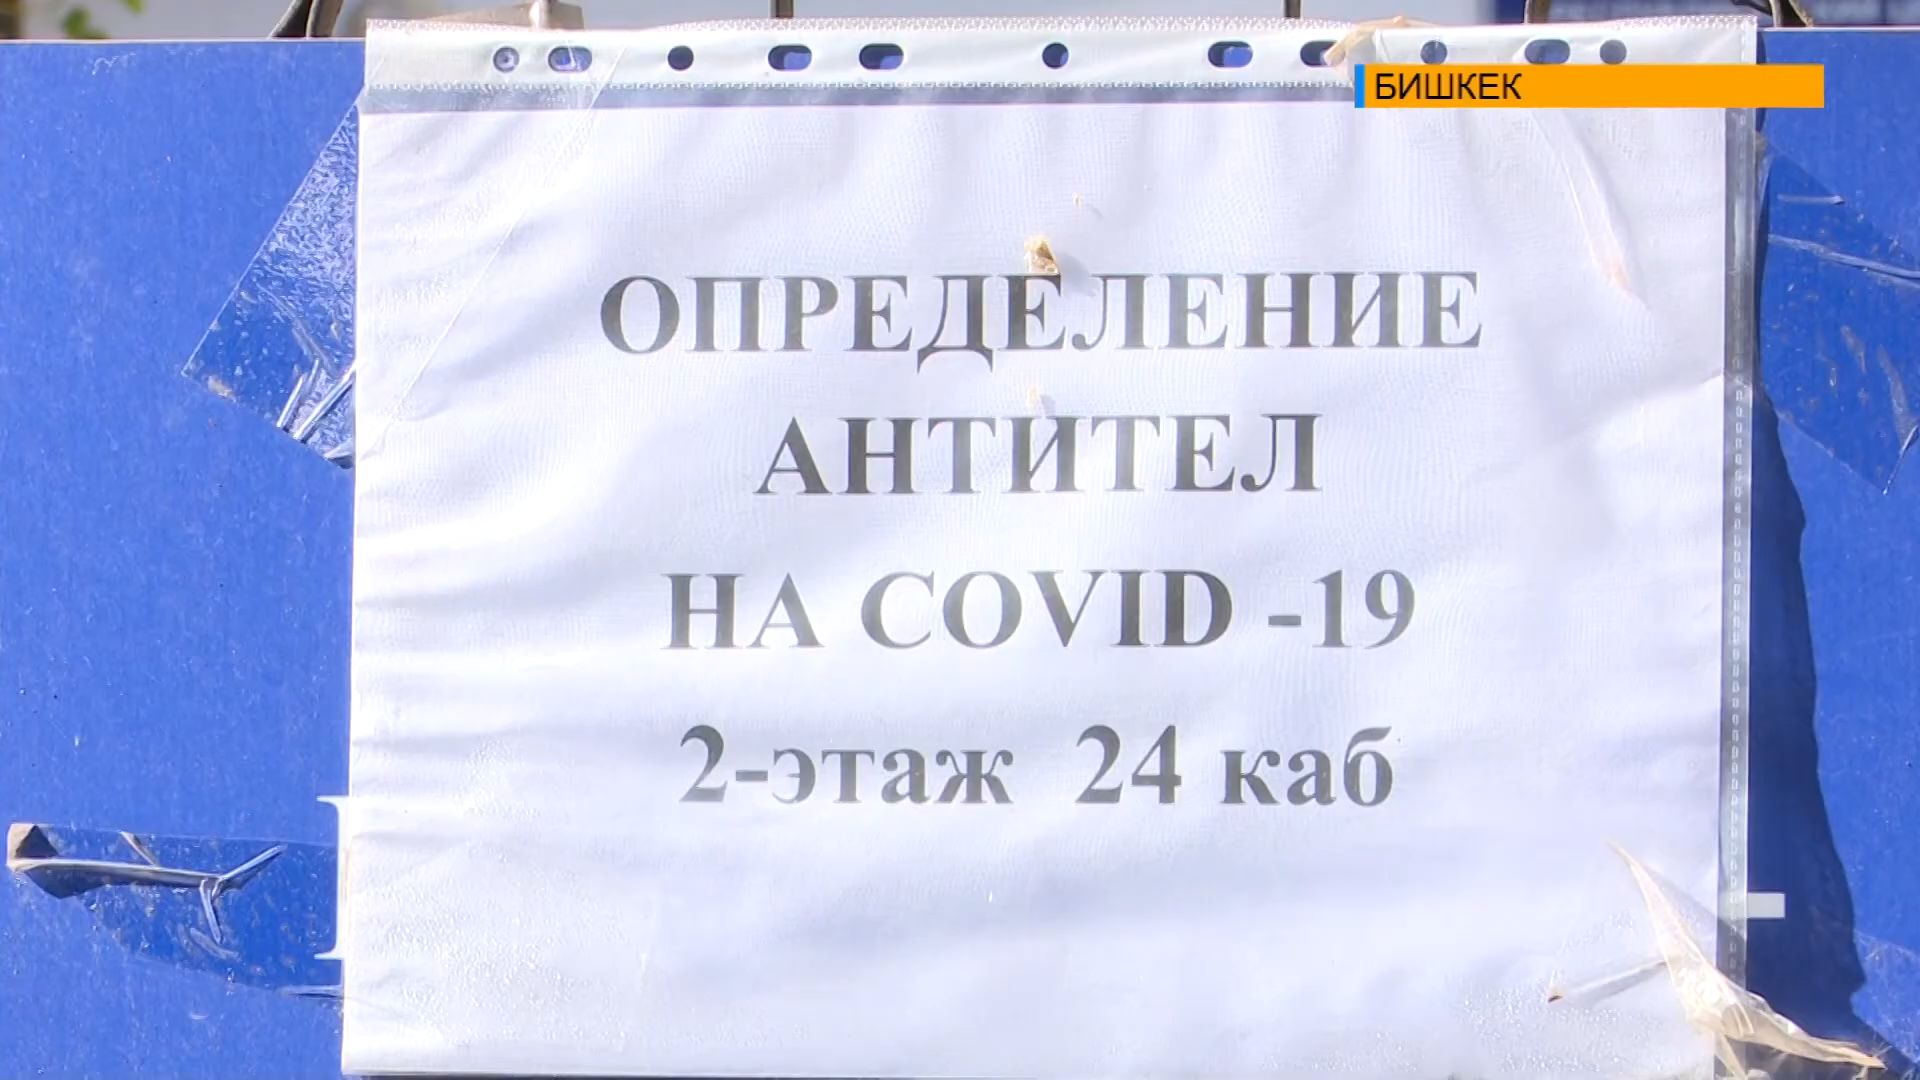 БИШКЕК
ОПРЕДЕЛЕНИЕ
АНТИТЕЛ
НА COVID -19
2-этаж 24 каб